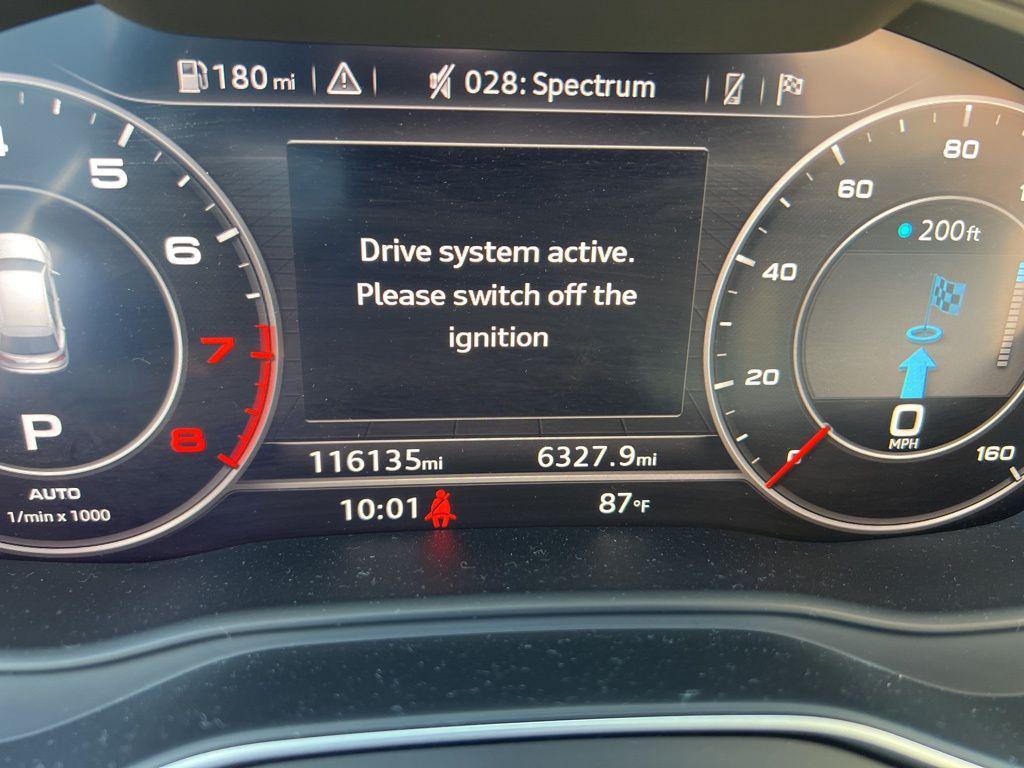 180 mi
028: Spectrum
5
6
7
8
P
AUTO
1/min x 1000
Drive system active.
Please switch off the
ignition
116135mi
6327.9mi
10:01
87°F
80
60
40
20
200ft
0
MPH
160